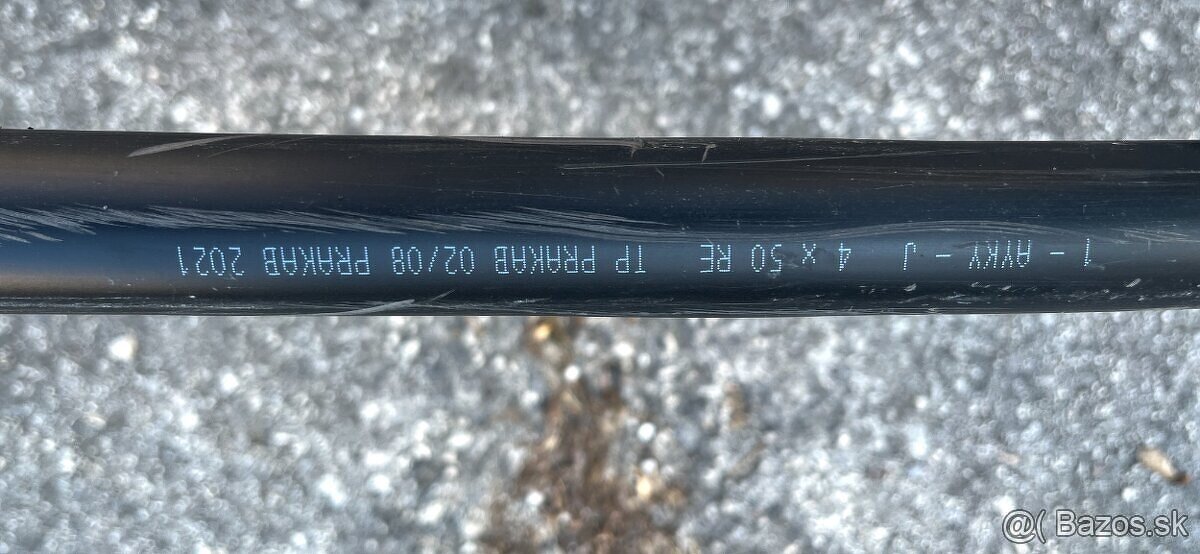 1 - AYKY - J 4 x 50 RE TP PRAKAB 02/08 PRAKAB 2021
@( Bazos.sk